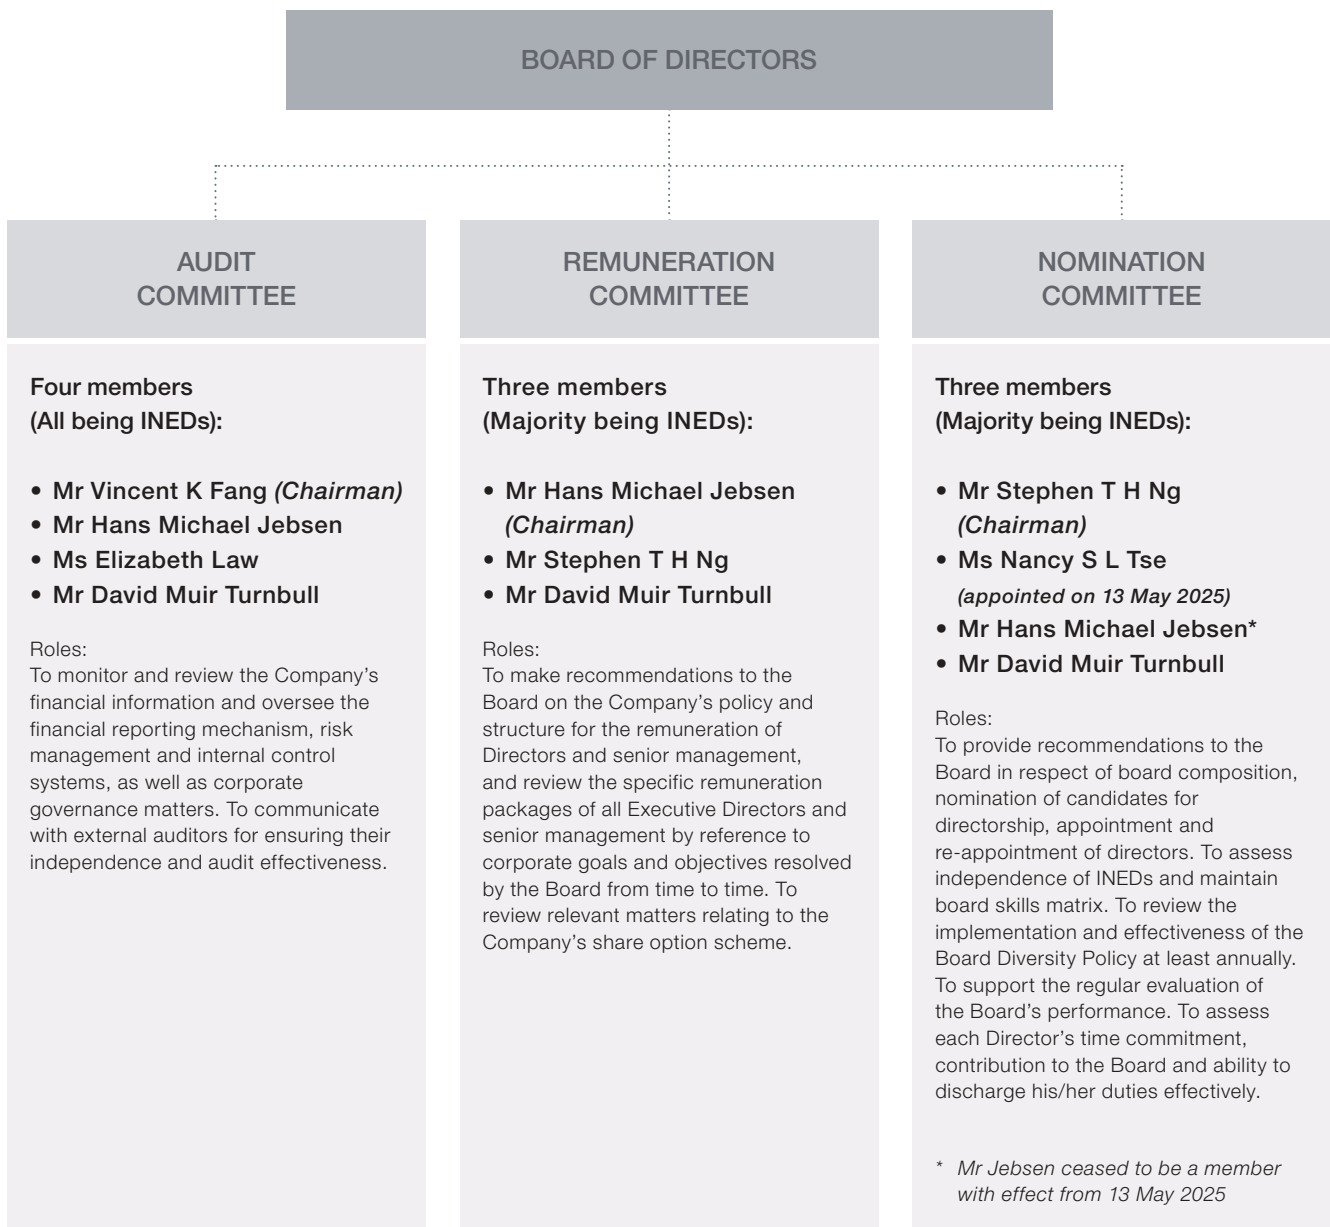 BOARD OF DIRECTORS
AUDIT
COMMITTEE
Four members
(All being INEDs):
• Mr Vincent K Fang (Chairman)
• Mr Hans Michael Jebsen
• Ms Elizabeth Law
• Mr David Muir Turnbull
Roles:
To monitor and review the Company’s
financial information and oversee the
financial reporting mechanism, risk
management and internal control
systems, as well as corporate
governance matters. To communicate
with external auditors for ensuring their
independence and audit effectiveness.
REMUNERATION
COMMITTEE
Three members
(Majority being INEDs):
• Mr Hans Michael Jebsen
(Chairman)
• Mr Stephen T H Ng
• Mr David Muir Turnbull
Roles:
To make recommendations to the
Board on the Company’s policy and
structure for the remuneration of
Directors and senior management,
and review the specific remuneration
packages of all Executive Directors and
senior management by reference to
corporate goals and objectives resolved
by the Board from time to time. To
review relevant matters relating to the
Company’s share option scheme.
NOMINATION
COMMITTEE
Three members
(Majority being INEDs):
• Mr Stephen T H Ng
(Chairman)
• Ms Nancy S L Tse
(appointed on 13 May 2025)
• Mr Hans Michael Jebsen*
• Mr David Muir Turnbull
Roles:
To provide recommendations to the
Board in respect of board composition,
nomination of candidates for
directorship, appointment and
re-appointment of directors. To assess
independence of INEDs and maintain
board skills matrix. To review the
implementation and effectiveness of the
Board Diversity Policy at least annually.
To support the regular evaluation of
the Board’s performance. To assess
each Director’s time commitment,
contribution to the Board and ability to
discharge his/her duties effectively.
* Mr Jebsen ceased to be a member
with effect from 13 May 2025